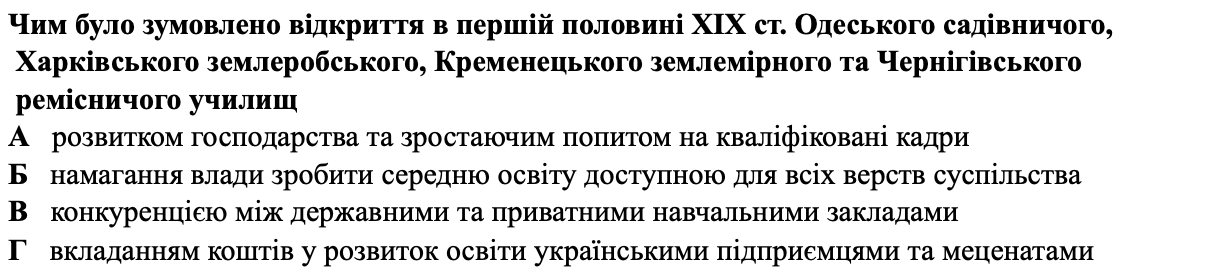 Чим було зумовлено відкриття в першій половині XIX ст. Одеського садівничого,
Харківського землеробського, Кременецького землемірного та Чернігівського
ремісничого училищ
А розвитком господарства та зростаючим попитом на кваліфіковані кадри
Б намагання влади зробити середню освіту доступною для всіх верств суспільства
В конкуренцією між державними та приватними навчальними закладами
Г вкладанням коштів у розвиток освіти українськими підприємцями та меценатами